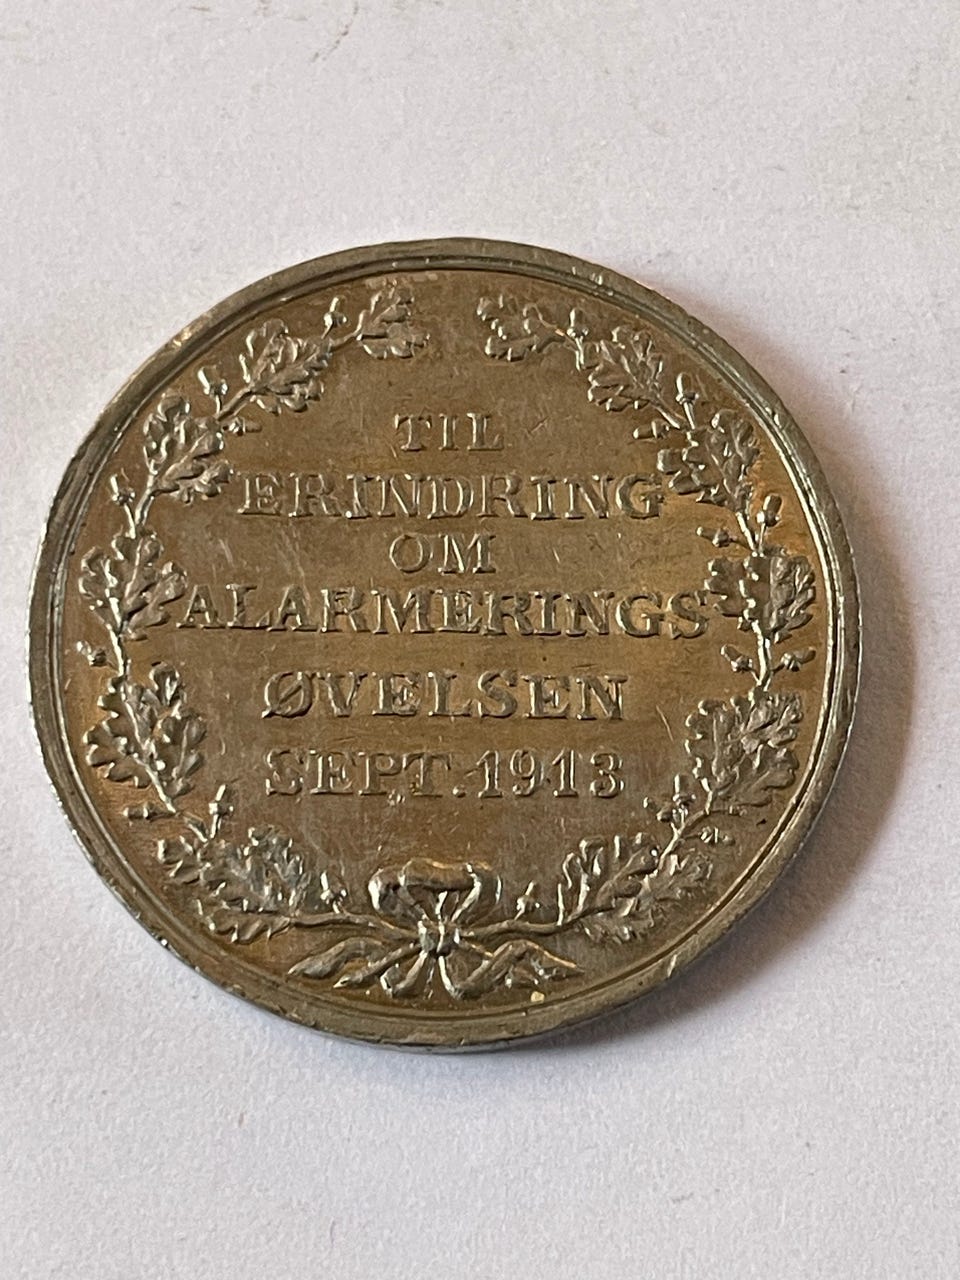 TIL
ERINDRING
OM
ALARMERINGS
ØVELSEN
SEPT. 1913